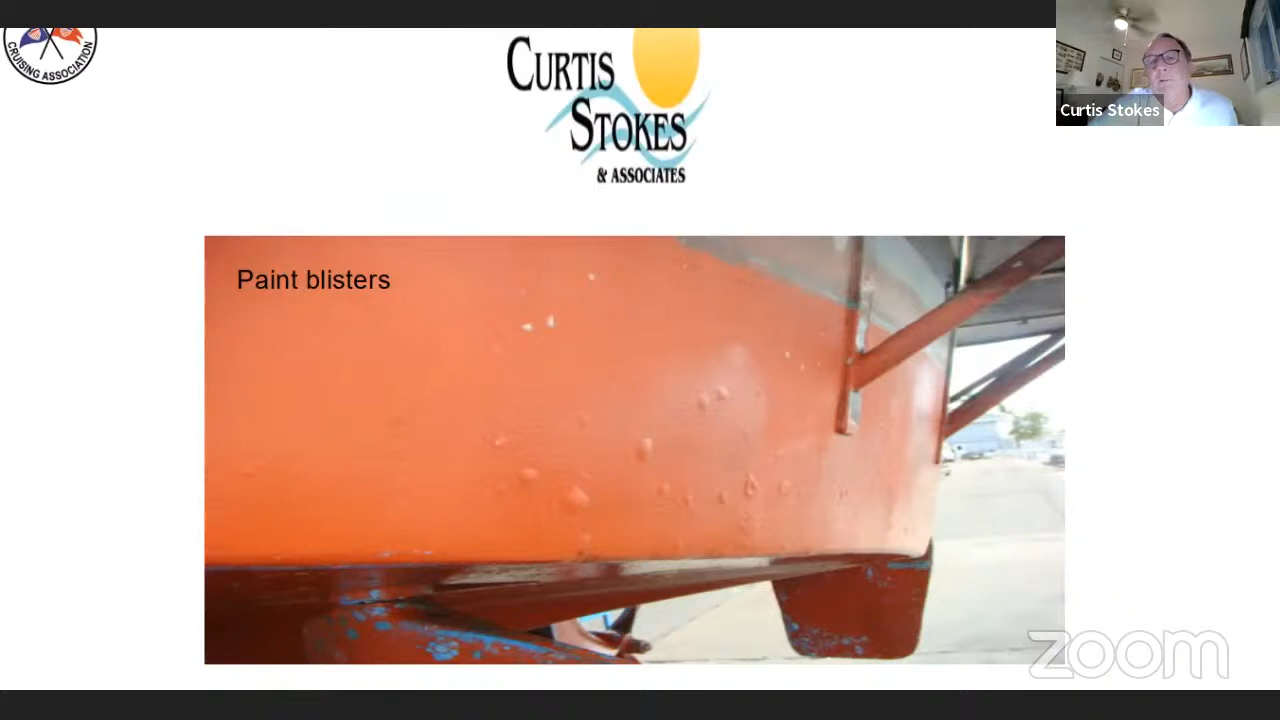 CRUISING ASSOCIATION
CURTIS
STOKES
& ASSOCIATES
Curtis Stokes
Paint blisters
zoom